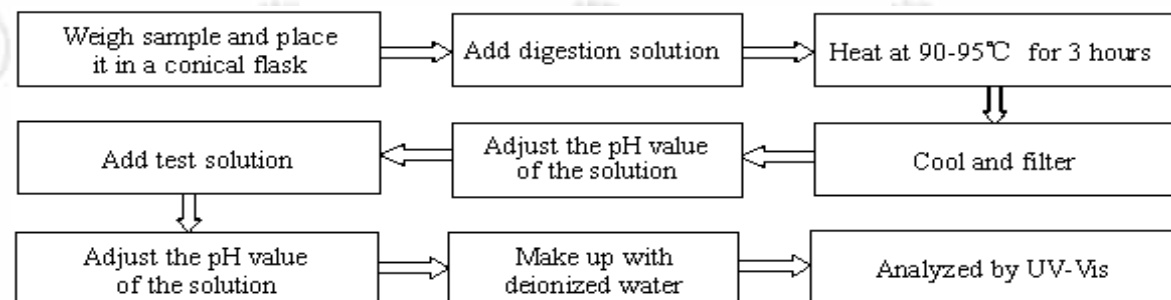 Weigh sample and place
it in a conical flask
Add digestion solution
Heat at 90-95℃ for 3 hours
Cool and filter
Adjust the pH value
of the solution
Add test solution
Adjust the pH value
of the solution
Make up with
deionized water
Analyzed by UV-Vis